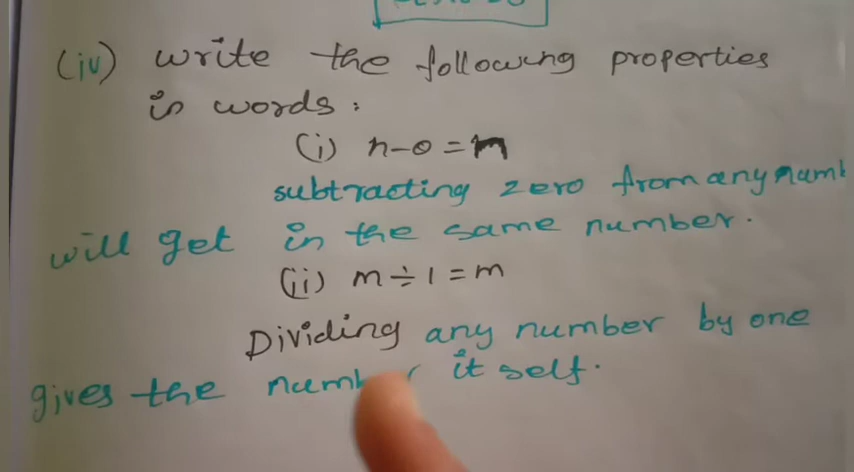 (iv) write the following properties
in words:
(i) n-0=n
subtracting zero from any numb
will get in the same number.
(ii) m÷1=m
Dividing any number by one
gives the it self.